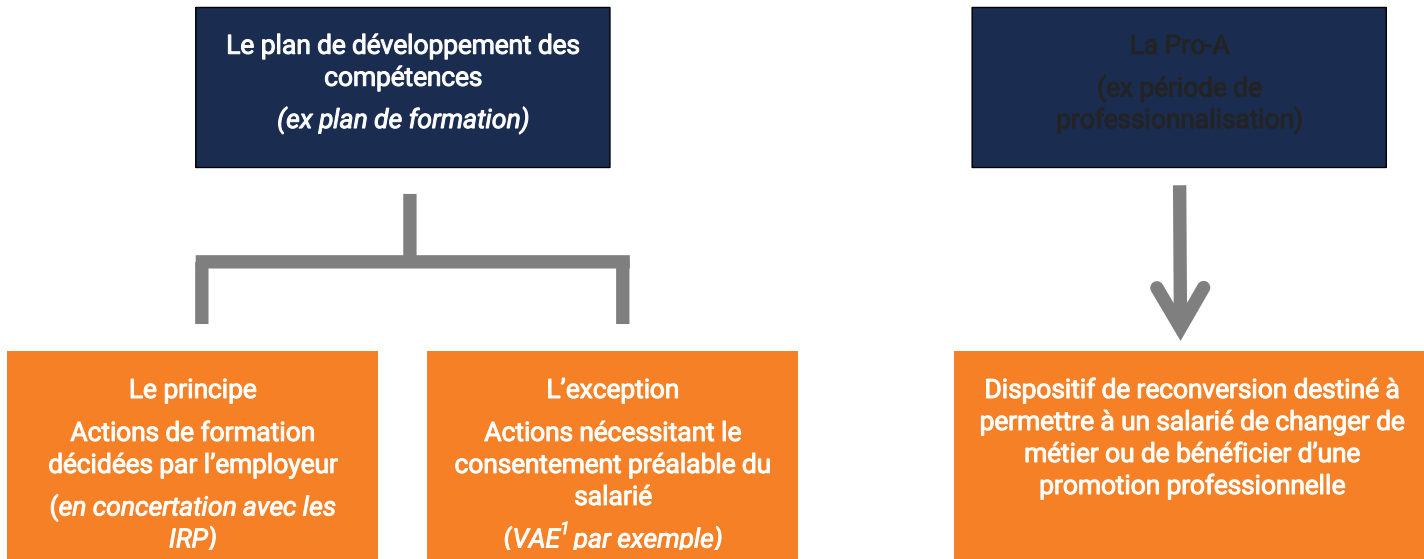 Le plan de développement des
compétences
(ex plan de formation)
La Pro-A
(ex période de
professionnalisation)
Le principe
Actions de formation
décidées par l’employeur
(en concertation avec les
IRP)
L’exception
Actions nécessitant le
consentement préalable du
salarié
(VAE¹ par exemple)
Dispositif de reconversion destiné à
permettre à un salarié de changer de
métier ou de bénéficier d’une
promotion professionnelle